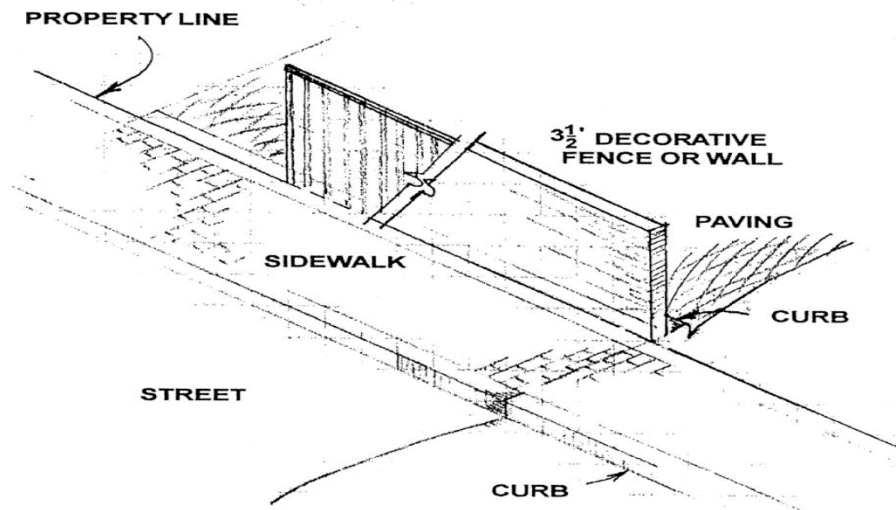 PROPERTY LINE
3½' DECORATIVE
FENCE OR WALL
PAVING
SIDEWALK
CURB
STREET
CURB